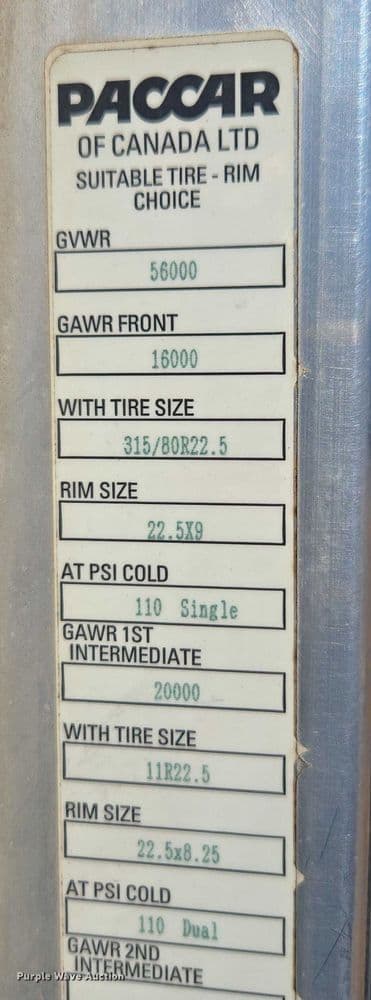 PACCAR
OF CANADA LTD
SUITABLE TIRE - RIM
CHOICE
GVWR
56000
GAWR FRONT
16000
WITH TIRE SIZE
315/80R22.5
RIM SIZE
22.5X9
AT PSI COLD
110 Single
GAWR 1ST
INTERMEDIATE
20000
WITH TIRE SIZE
11R22.5
RIM SIZE
22.5x8.25
AT PSI COLD
110 Dual
GAWR 2ND
INTERMEDIATE
Purple Wave Auction